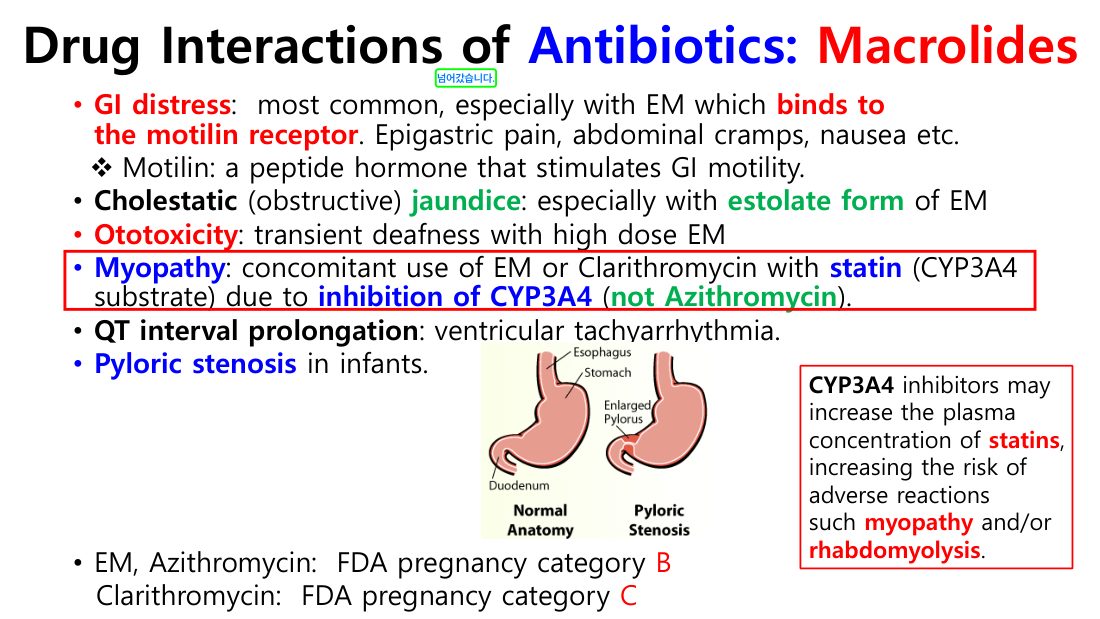 Drug Interactions of Antibiotics: Macrolides
넘어갔습니다.
• GI distress: most common, especially with EM which binds to
the motilin receptor. Epigastric pain, abdominal cramps, nausea etc.
❖ Motilin: a peptide hormone that stimulates GI motility.
• Cholestatic (obstructive) jaundice: especially with estolate form of EM
• Ototoxicity: transient deafness with high dose EM
• Myopathy: concomitant use of EM or Clarithromycin with statin (CYP3A4
substrate) due to inhibition of CYP3A4 (not Azithromycin).
• QT interval prolongation: ventricular tachyarrhythmia.
• Pyloric stenosis in infants.
Esophagus
Stomach
Enlarged
Pylorus
Duodenum
Normal
Anatomy
Pyloric
Stenosis
CYP3A4 inhibitors may
increase the plasma
concentration of statins,
increasing the risk of
adverse reactions
such myopathy and/or
rhabdomyolysis.
• EM, Azithromycin: FDA pregnancy category B
Clarithromycin: FDA pregnancy category C